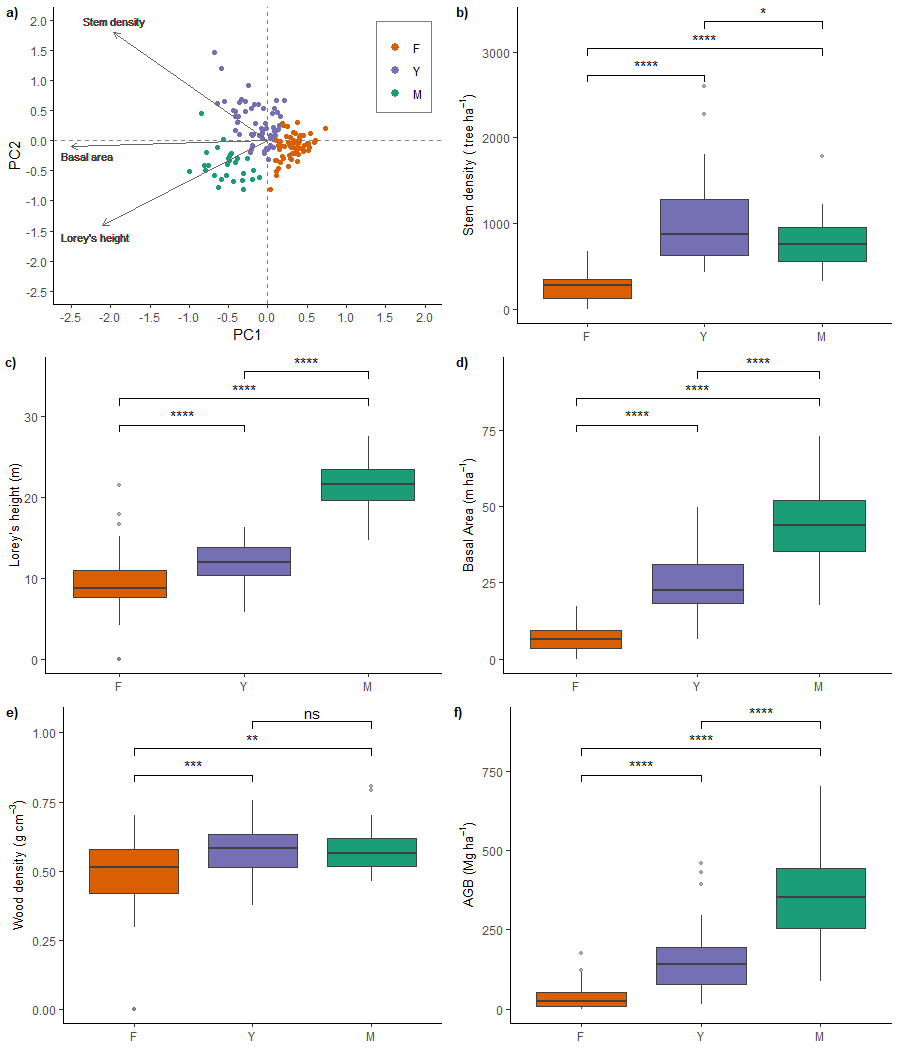 a)
2.0
1.5
1.0
0.5
0.0
-0.5
-1.0
-1.5
-2.0
-2.5
PC2
Stem density
Basal area
Lorey's height
F
Y
M
-2.5 -2.0 -1.5 -1.0 -0.5 0.0 0.5 1.0 1.5 2.0
PC1
b)
Stem density ( tree ha⁻¹)
3000
2000
1000
0
*
****
****
F Y M
c)
Lorey's height (m)
30
20
10
0
****
****
****
F Y M
d)
Basal Area (m ha⁻¹)
75
50
25
0
****
****
****
F Y M
e)
Wood density (g cm⁻³)
1.00
0.75
0.50
0.25
0.00
ns
**
***
F Y M
f)
AGB (Mg ha⁻¹)
750
500
250
0
****
****
****
F Y M